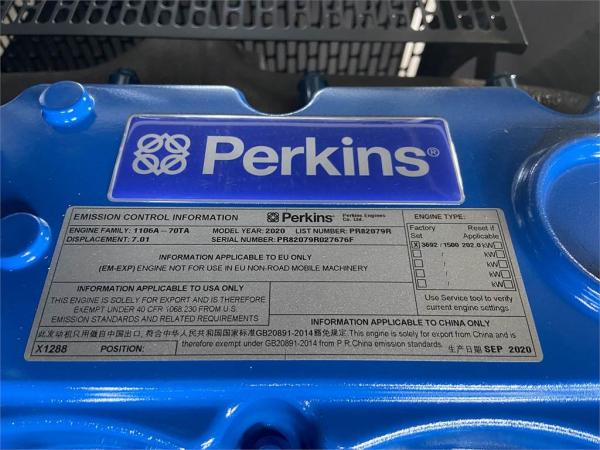 Perkins®
EMISSION CONTROL INFORMATION Perkins Perkins Engines Co. Ltd. ENGINE TYPE:
ENGINE FAMILY: 1106A - 70TA MODEL YEAR: 2020 LIST NUMBER: PR82079R
DISPLACEMENT: 7.01 SERIAL NUMBER: PR82079R027676F
Factory Set Reset if Applicable
X 3692 / 1500 202.0 kW
/ kW
/ kW
/ kW
Use Service tool to verify
current engine settings
INFORMATION APPLICABLE TO EU ONLY
(EM-EXP) ENGINE NOT FOR USE IN EU NON-ROAD MOBILE MACHINERY
INFORMATION APPLICABLE TO USA ONLY
THIS ENGINE IS SOLELY FOR EXPORT AND IS THEREFORE
EXEMPT UNDER 40 CFR 1068.230 FROM U.S.
EMISSION STANDARDS AND RELATED REQUIREMENTS
INFORMATION APPLICABLE TO CHINA ONLY
此发动机只用做自中国出口, 符合中华人民共和国国家标准GB20891-2014豁免规定. This engine is solely for export from China and is
therefore exempt under GB20891-2014 from P.R.China emission standards.
X1288 POSITION: 生产日期 SEP 2020